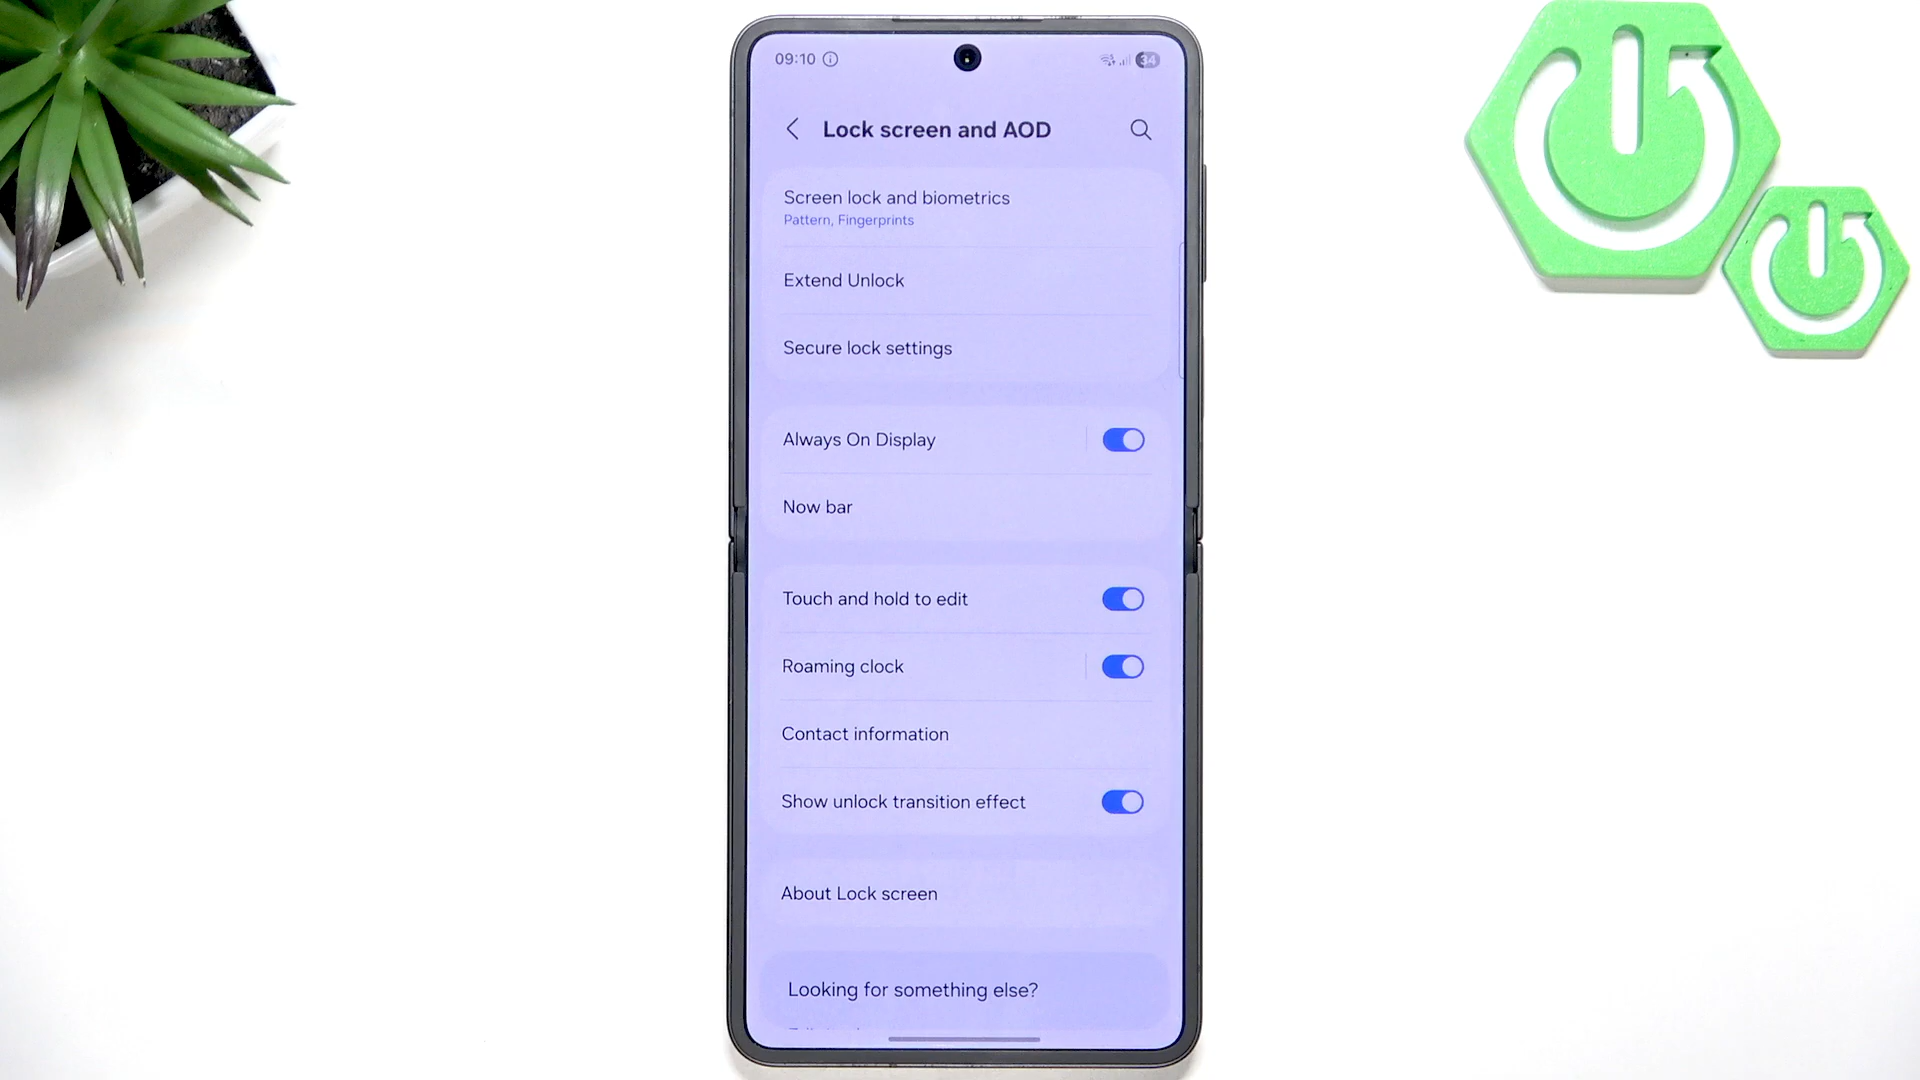 09:10
34
Lock screen and AOD
Screen lock and biometrics
Pattern, Fingerprints
Extend Unlock
Secure lock settings
Always On Display
Now bar
Touch and hold to edit
Roaming clock
Contact information
Show unlock transition effect
About Lock screen
Looking for something else?